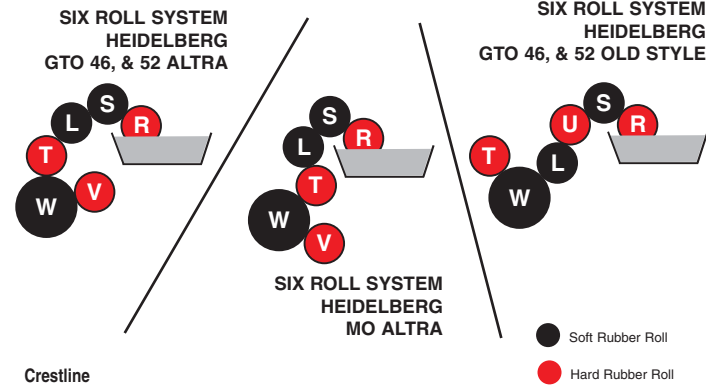 SIX ROLL SYSTEM
HEIDELBERG
GTO 46, & 52 ALTRA
S
L
R
T
V
W
SIX ROLL SYSTEM
HEIDELBERG
MO ALTRA
S
R
L
T
W
V
SIX ROLL SYSTEM
HEIDELBERG
GTO 46, & 52 OLD STYLE
S
U
R
T
L
W
Soft Rubber Roll
Hard Rubber Roll
Crestline